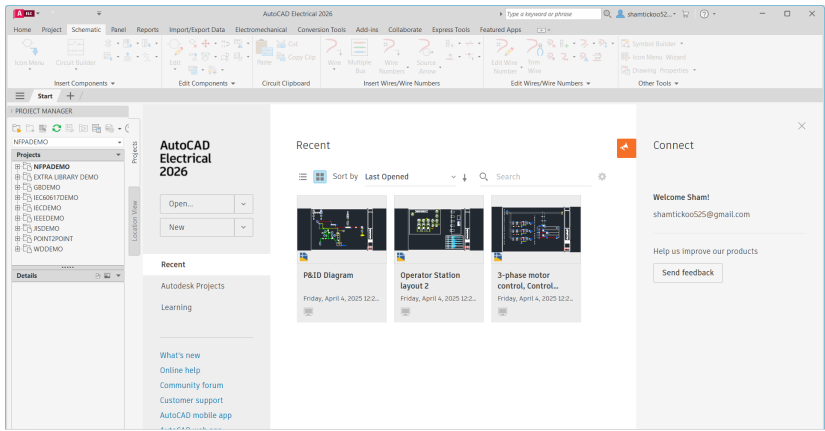 AutoCAD Electrical 2026
Type a keyword or phrase
shamtickoo52...
Home Project Schematic Panel Reports Import/Export Data Electromechanical Conversion Tools Add-ins Collaborate Express Tools Featured Apps
Icon Menu
Circuit Builder
Edit
Paste
Cut
Copy Clip
Wire
Multiple Bus
Wire Numbers
Source Arrow
Edit Wire Number
Trim Wire
Symbol Builder
Icon Menu Wizard
Drawing Properties
Insert Components
Edit Components
Circuit Clipboard
Insert Wires/Wire Numbers
Edit Wires/Wire Numbers
Other Tools
Start
PROJECT MANAGER
NFPADEMO
Projects
NFPADEMO
EXTRA LIBRARY DEMO
GBDEMO
IEC60617DEMO
IECDEMO
IEEEDEMO
JISDEMO
POINT2POINT
WDDEMO
Details
Projects
Location View
AutoCAD
Electrical
2026
Open...
New
Recent
Autodesk Projects
Learning
What's new
Online help
Community forum
Customer support
AutoCAD mobile app
AutoCAD web app
Recent
Sort by Last Opened
Search
P&ID Diagram
Friday, April 4, 2025 12:2...
Operator Station
layout 2
Friday, April 4, 2025 12:2...
3-phase motor
control, Control...
Friday, April 4, 2025 12:2...
Connect
Welcome Sham!
shamtickoo525@gmail.com
Help us improve our products
Send feedback